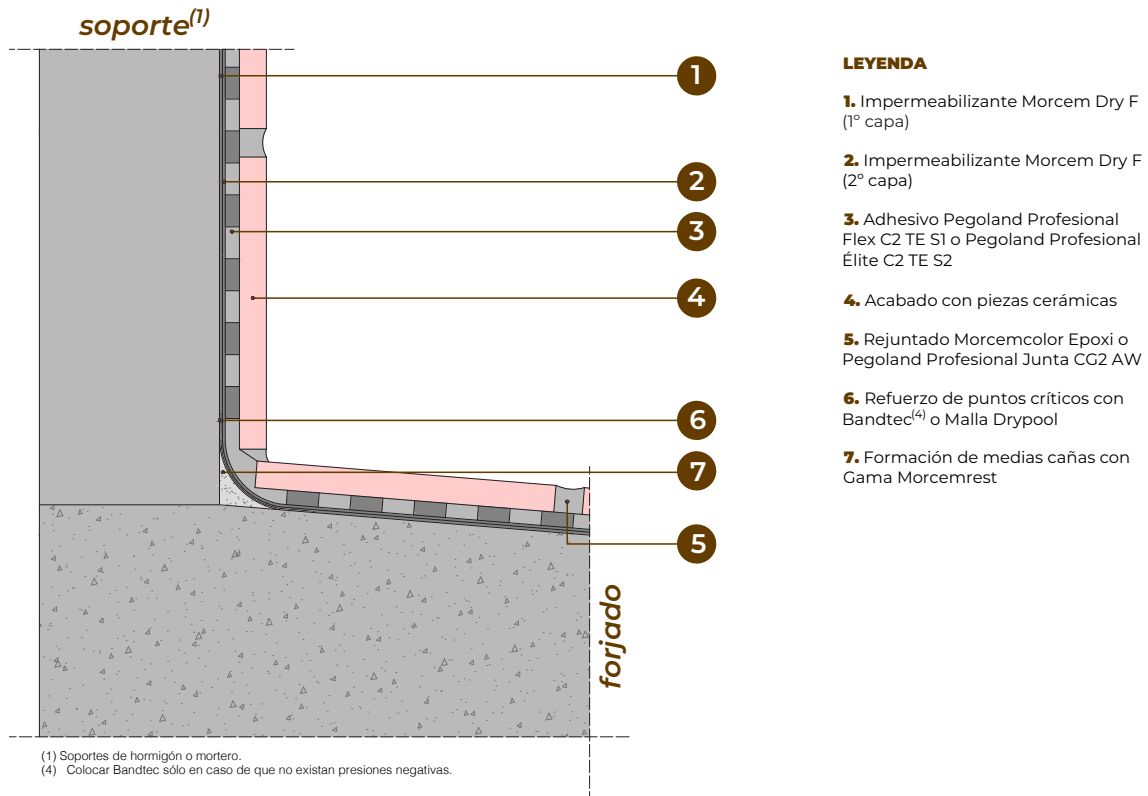 soporte(1)
1
2
3
4
6
7
5
forjado
(1) Soportes de hormigón o mortero.
(4) Colocar Bandtec sólo en caso de que no existan presiones negativas.
LEYENDA
1. Impermeabilizante Morcem Dry F
(1º capa)
2. Impermeabilizante Morcem Dry F
(2º capa)
3. Adhesivo Pegoland Profesional
Flex C2 TE S1 o Pegoland Profesional
Élite C2 TE S2
4. Acabado con piezas cerámicas
5. Rejuntado Morcemcolor Epoxi o
Pegoland Profesional Junta CG2 AW
6. Refuerzo de puntos críticos con
Bandtec(4) o Malla Drypool
7. Formación de medias cañas con
Gama Morcemrest